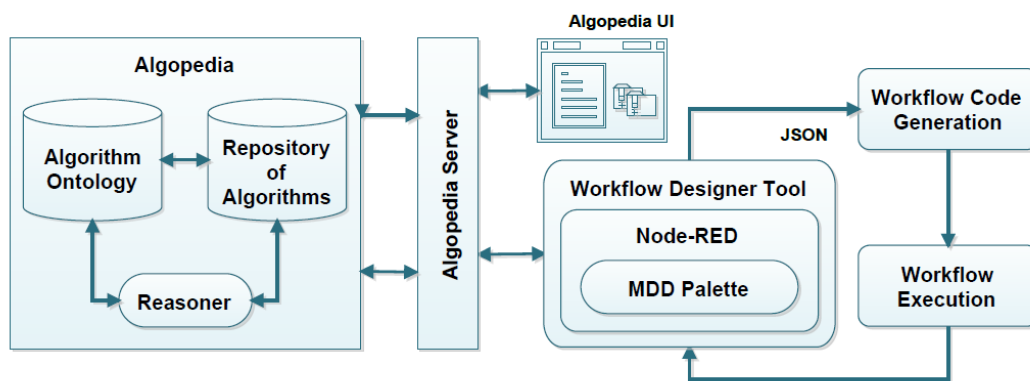 Algopedia
Algorithm
Ontology
Repository
of
Algorithms
Reasoner
Algopedia Server
Algopedia UI
Workflow Designer Tool
Node-RED
MDD Palette
JSON
Workflow Code
Generation
Workflow
Execution